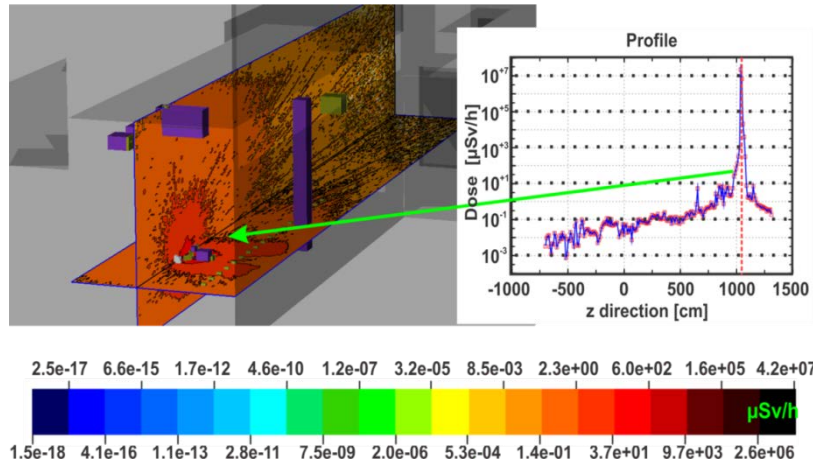 Profile
Dose [µSv/h]
10+7
10+5
10+3
10+1
10-1
10-3
-1000 -500 0 500 1000 1500
z direction [cm]
2.5e-17 6.6e-15 1.7e-12 4.6e-10 1.2e-07 3.2e-05 8.5e-03 2.3e+00 6.0e+02 1.6e+05 4.2e+07
µSv/h
1.5e-18 4.1e-16 1.1e-13 2.8e-11 7.5e-09 2.0e-06 5.3e-04 1.4e-01 3.7e+01 9.7e+03 2.6e+06